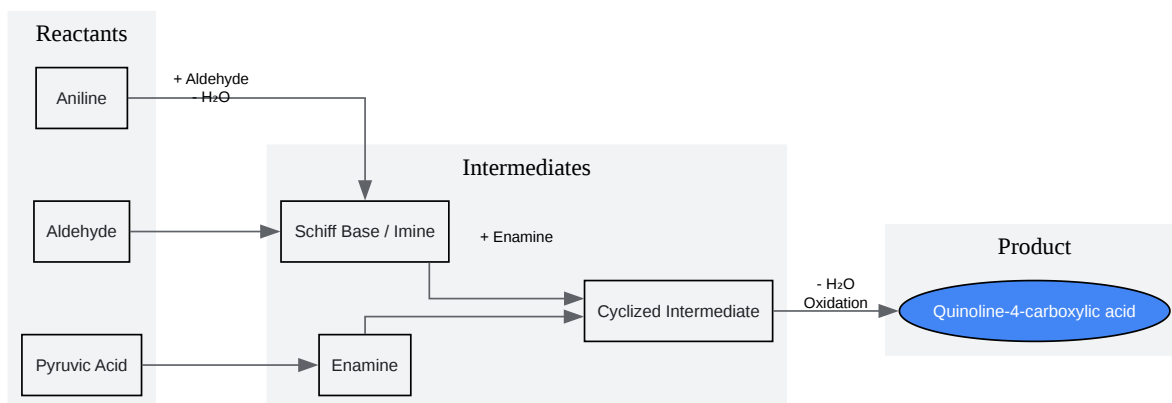 Reactants
Aniline
+ Aldehyde
- H₂O
Intermediates
Aldehyde
Schiff Base / Imine
+ Enamine
Product
- H₂O
Oxidation
Cyclized Intermediate
Quinoline-4-carboxylic acid
Pyruvic Acid
Enamine